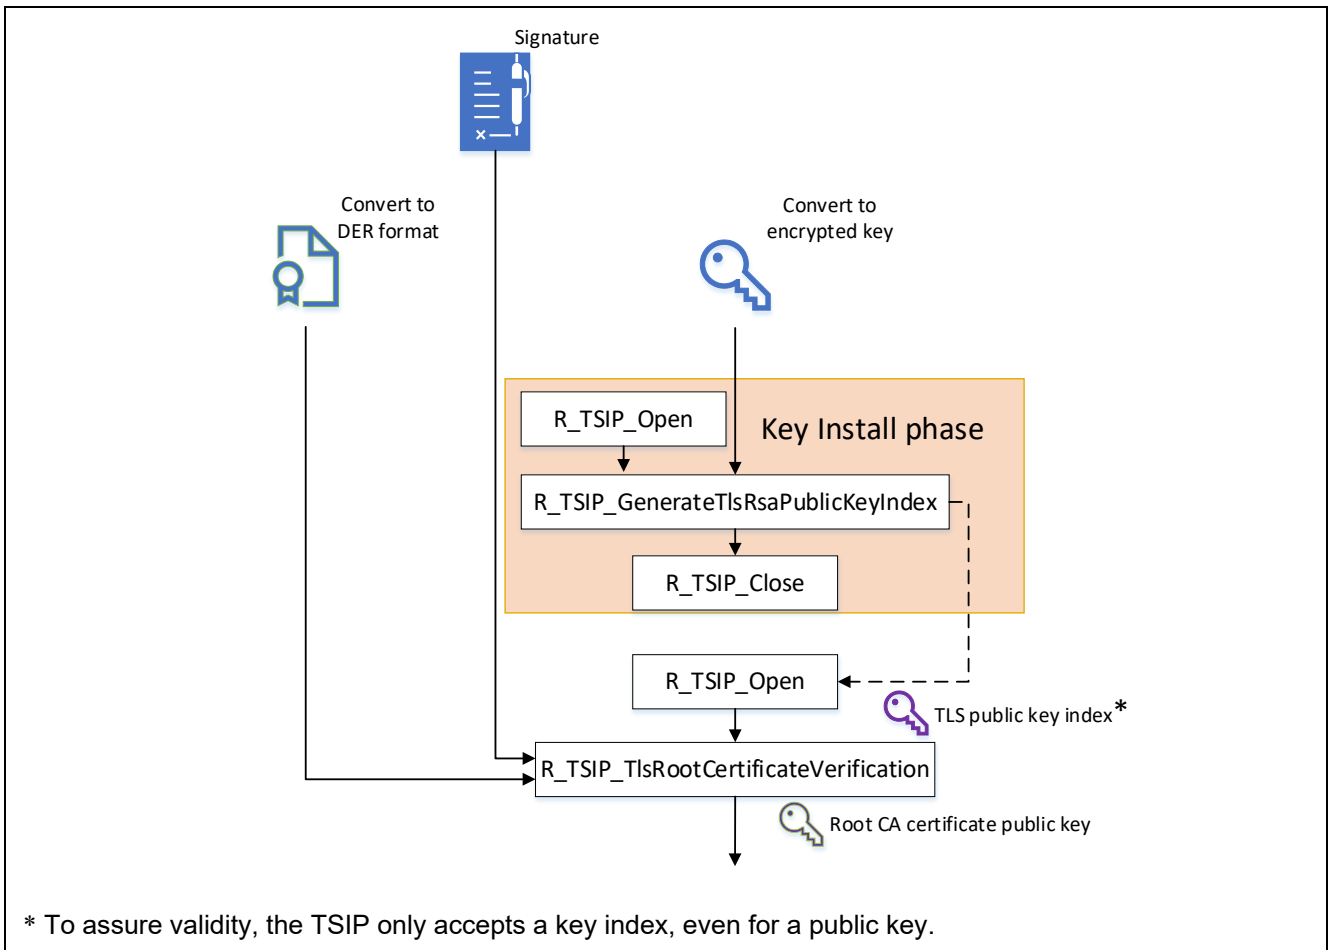 Signature
Convert to
DER format
Convert to
encrypted key
R_TSIP_Open
Key Install phase
R_TSIP_GenerateTlsRsaPublicKeyIndex
R_TSIP_Close
R_TSIP_Open
TLS public key index*
R_TSIP_TlsRootCertificateVerification
Root CA certificate public key
* To assure validity, the TSIP only accepts a key index, even for a public key.